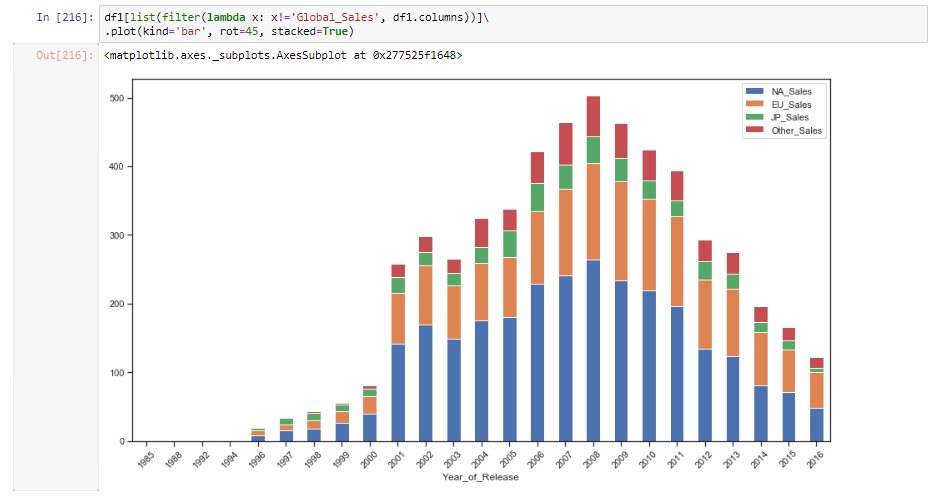 In [216]: df1[list(filter(lambda x: x!='Global_Sales', df1.columns))]\
.plot(kind='bar', rot=45, stacked=True)
Out[216]: <matplotlib.axes._subplots.AxesSubplot at 0x277525f1648>
NA_Sales
EU_Sales
JP_Sales
Other_Sales
500
400
300
200
100
0
1985 1988 1992 1994 1996 1997 1998 1999 2000 2001 2002 2003 2004 2005 2006 2007 2008 2009 2010 2011 2012 2013 2014 2015 2016
Year_of_Release